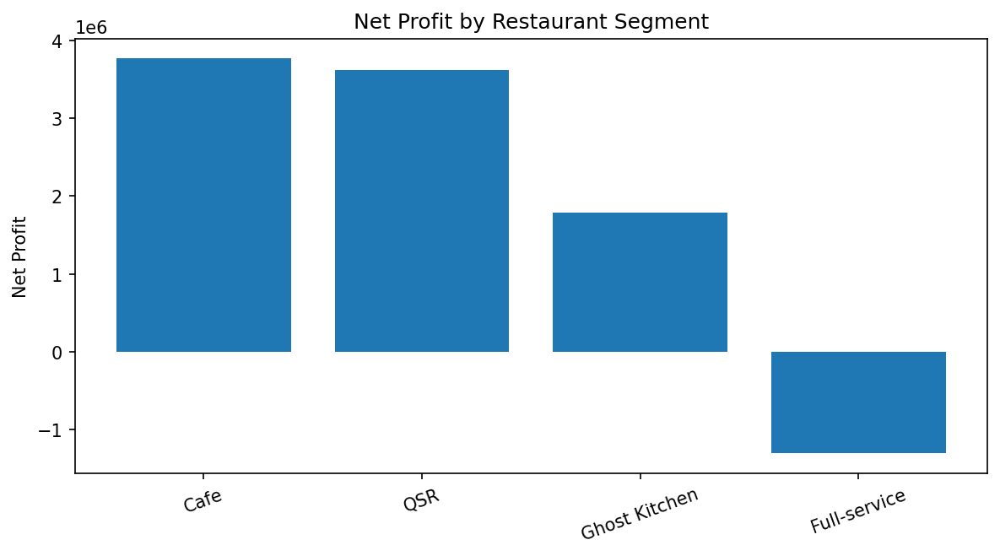 Net Profit by Restaurant Segment
1e6
4
3
2
1
0
−1
Net Profit
Cafe
QSR
Ghost Kitchen
Full-service